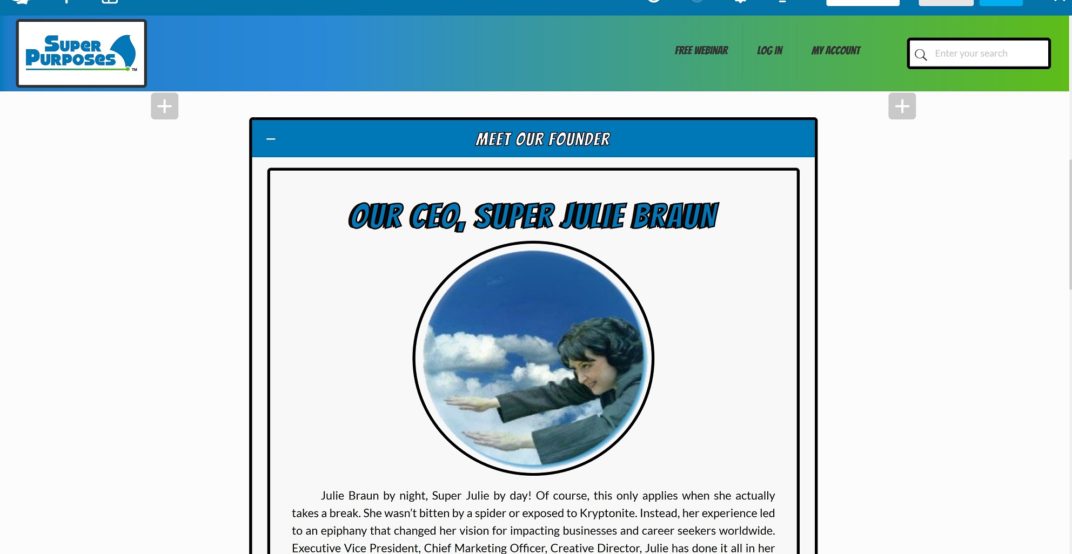 SUPER
PURPOSES
TM
FREE WEBINAR
LOG IN
MY ACCOUNT
Enter your search
MEET OUR FOUNDER
OUR CEO, SUPER JULIE BRAUN
Julie Braun by night, Super Julie by day! Of course, this only applies when she actually
takes a break. She wasn’t bitten by a spider or exposed to Kryptonite. Instead, her experience led
to an epiphany that changed her vision for impacting businesses and career seekers worldwide.
Executive Vice President, Chief Marketing Officer, Creative Director, Julie has done it all in her